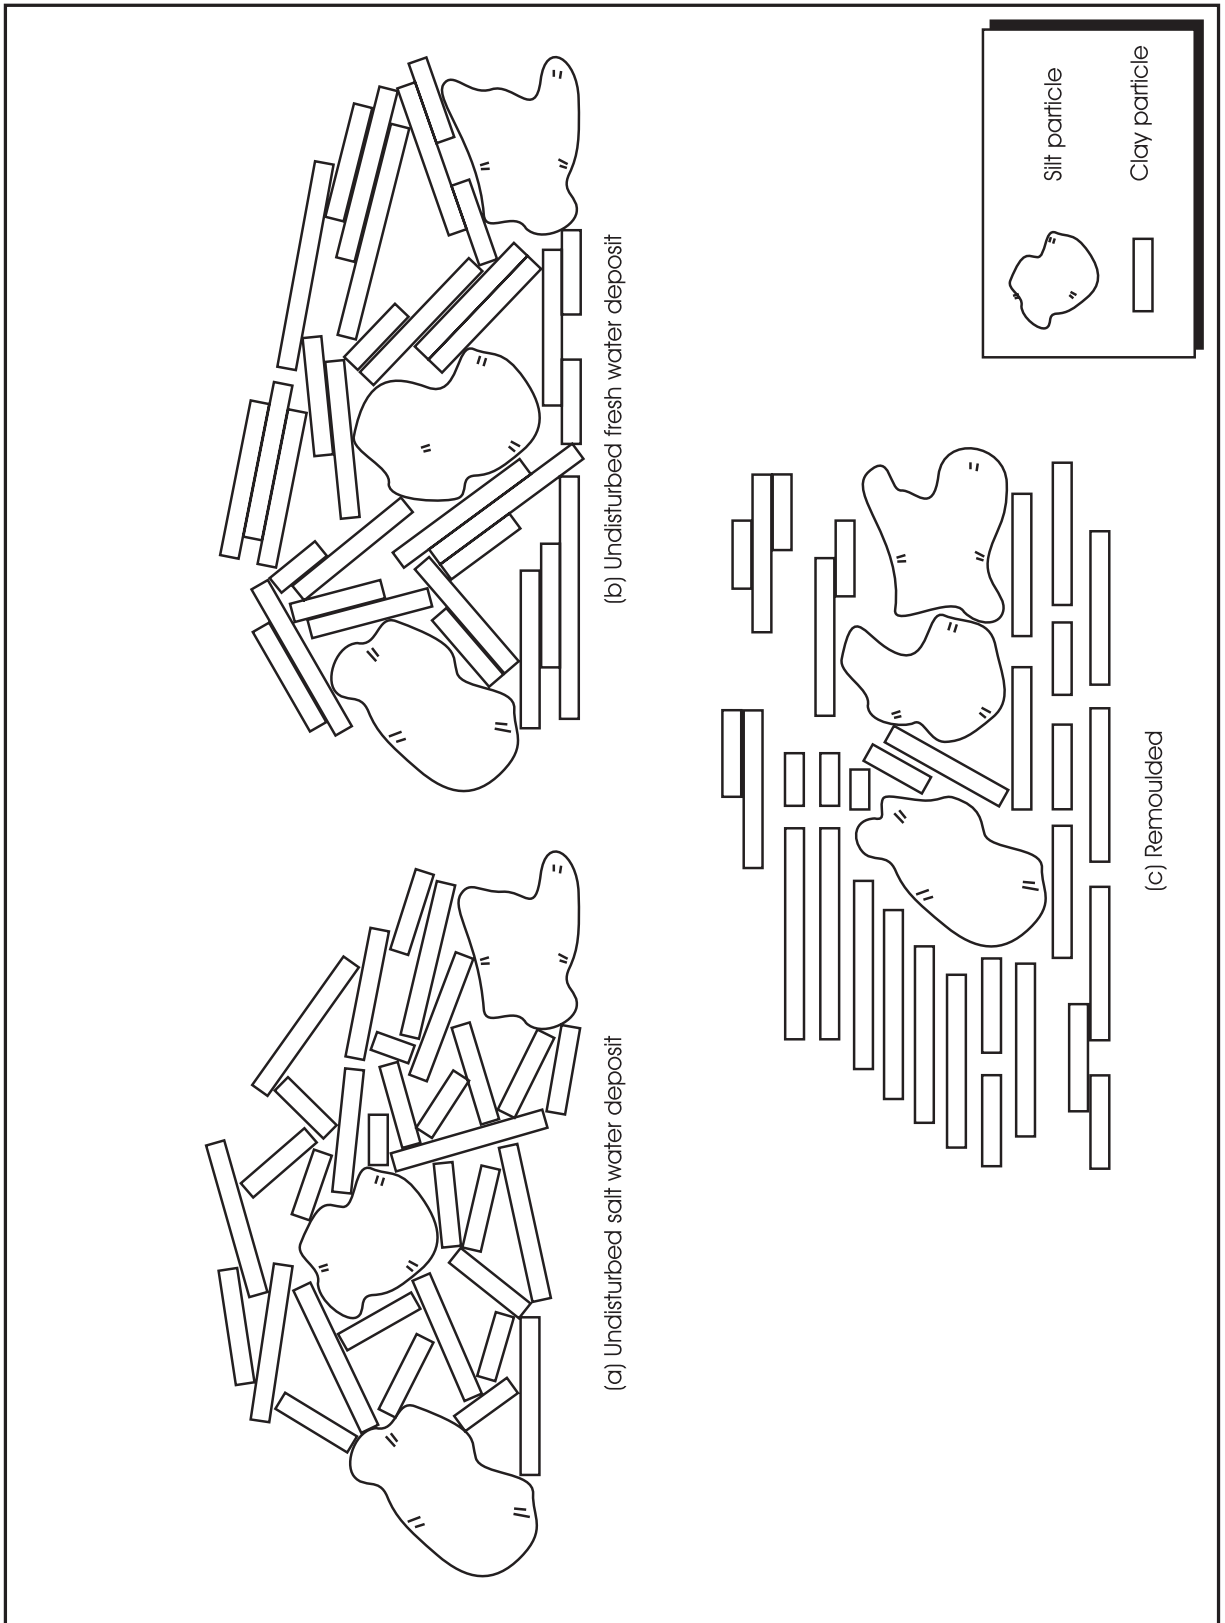 (a) Undisturbed salt water deposit
(b) Undisturbed fresh water deposit
(c) Remoulded
Silt particle
Clay particle